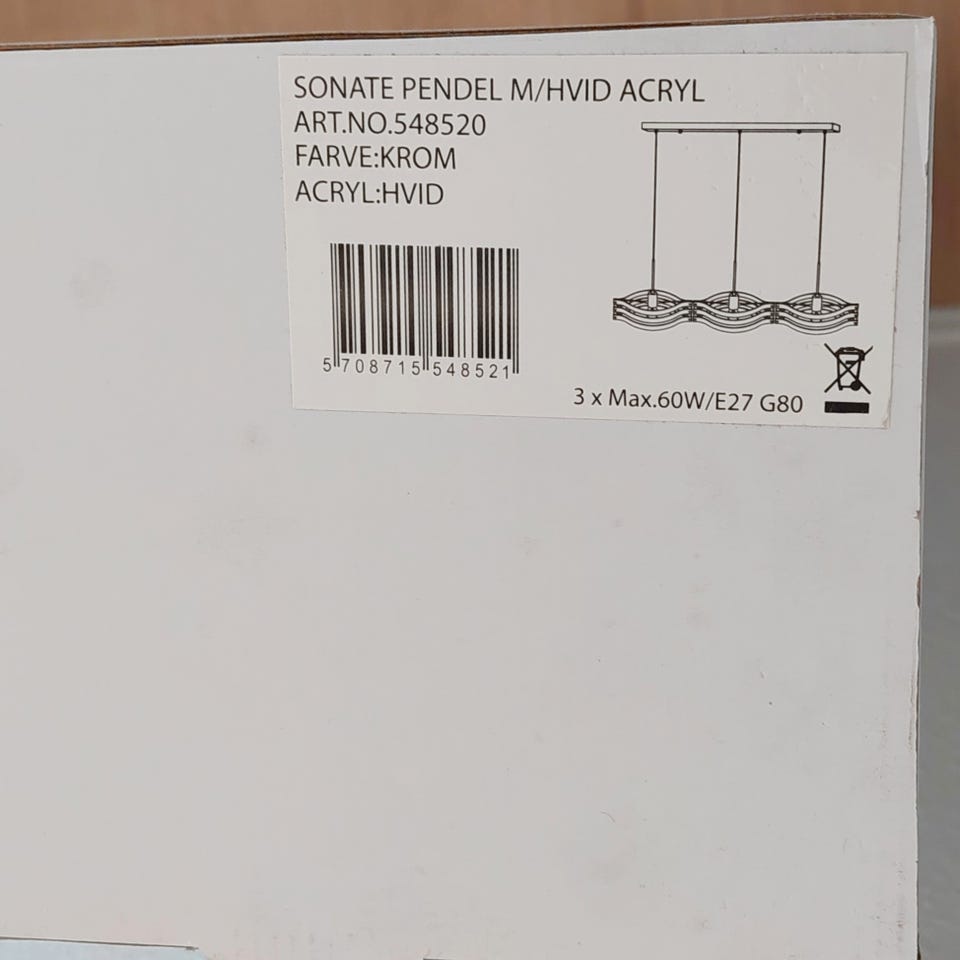 SONATE PENDEL M/HVID ACRYL
ART.NO.548520
FARVE:KROM
ACRYL:HVID
5 708715 548521
3 x Max.60W/E27 G80